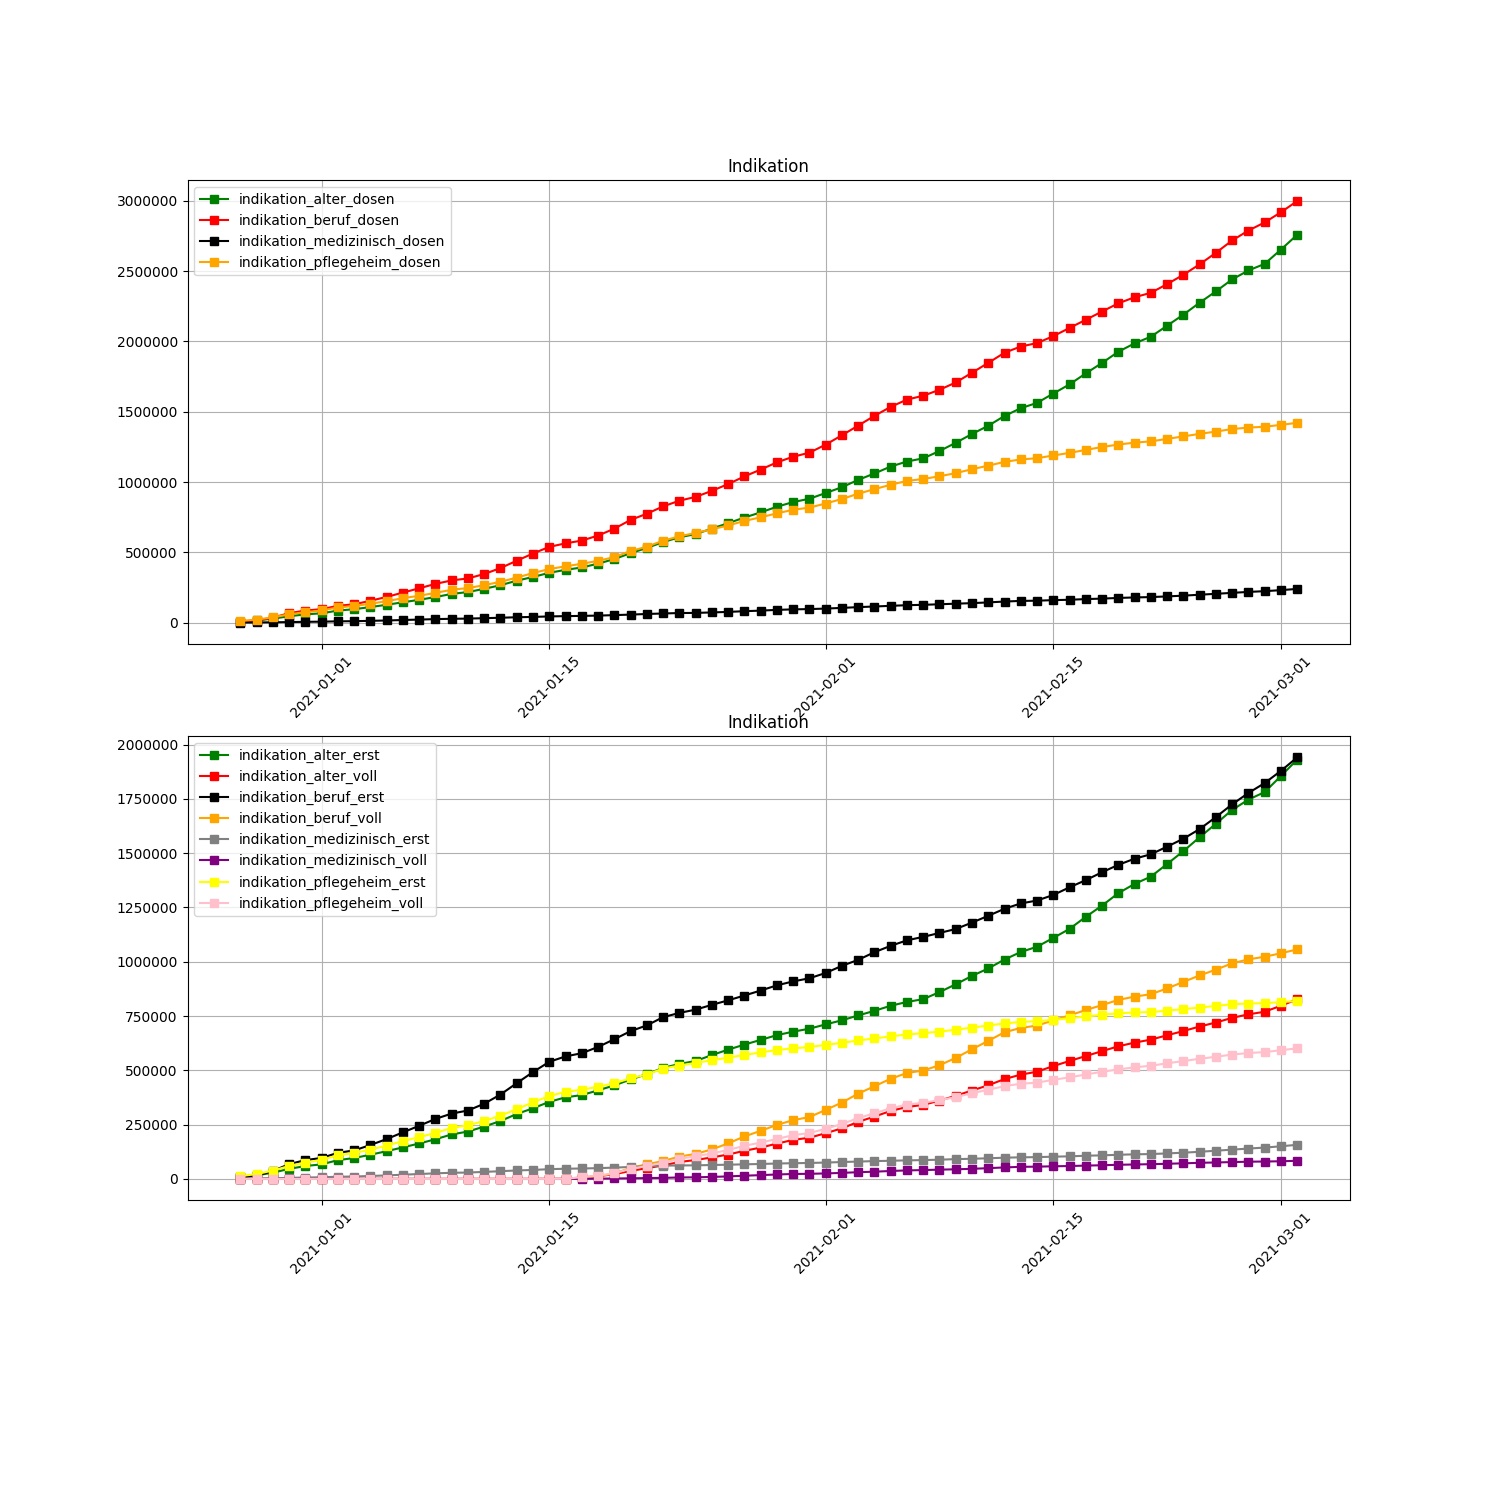 Indikation
3000000
2500000
2000000
1500000
1000000
500000
0
indikation_alter_dosen
indikation_beruf_dosen
indikation_medizinisch_dosen
indikation_pflegeheim_dosen
2021-01-01
2021-01-15
2021-02-01
2021-02-15
2021-03-01
Indikation
2000000
1750000
1500000
1250000
1000000
750000
500000
250000
0
indikation_alter_erst
indikation_alter_voll
indikation_beruf_erst
indikation_beruf_voll
indikation_medizinisch_erst
indikation_medizinisch_voll
indikation_pflegeheim_erst
indikation_pflegeheim_voll
2021-01-01
2021-01-15
2021-02-01
2021-02-15
2021-03-01